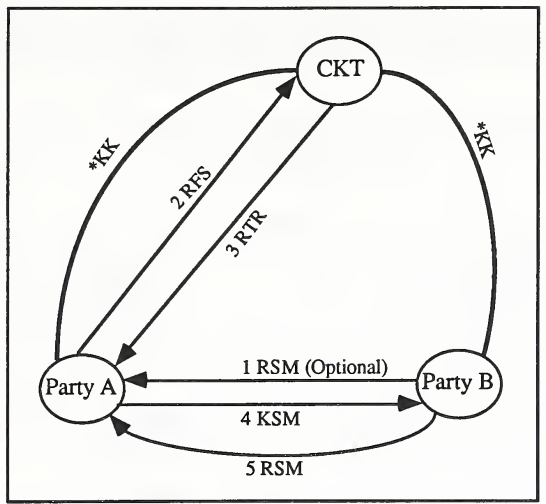 CKT
*KK
*KK
2 RFS
3 RTR
1 RSM (Optional)
Party A
Party B
4 KSM
5 RSM